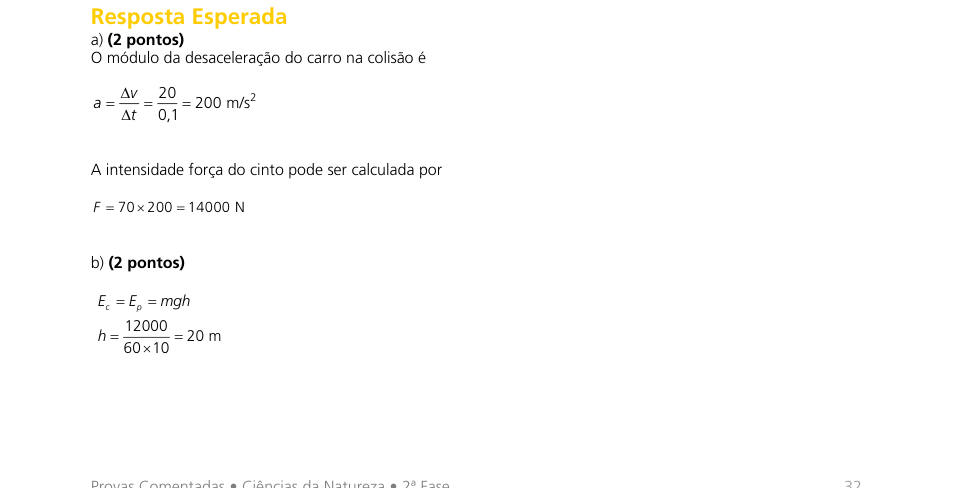 Resposta Esperada
a) (2 pontos)
O módulo da desaceleração do carro na colisão é
a = Δv/Δt = 20/0,1 = 200 m/s²
A intensidade força do cinto pode ser calculada por
F = 70 × 200 = 14000 N
b) (2 pontos)
E_c = E_p = mgh
h = 12000/60 × 10 = 20 m
Provas Comentadas • Ciências da Natureza • 2ª Fase 32